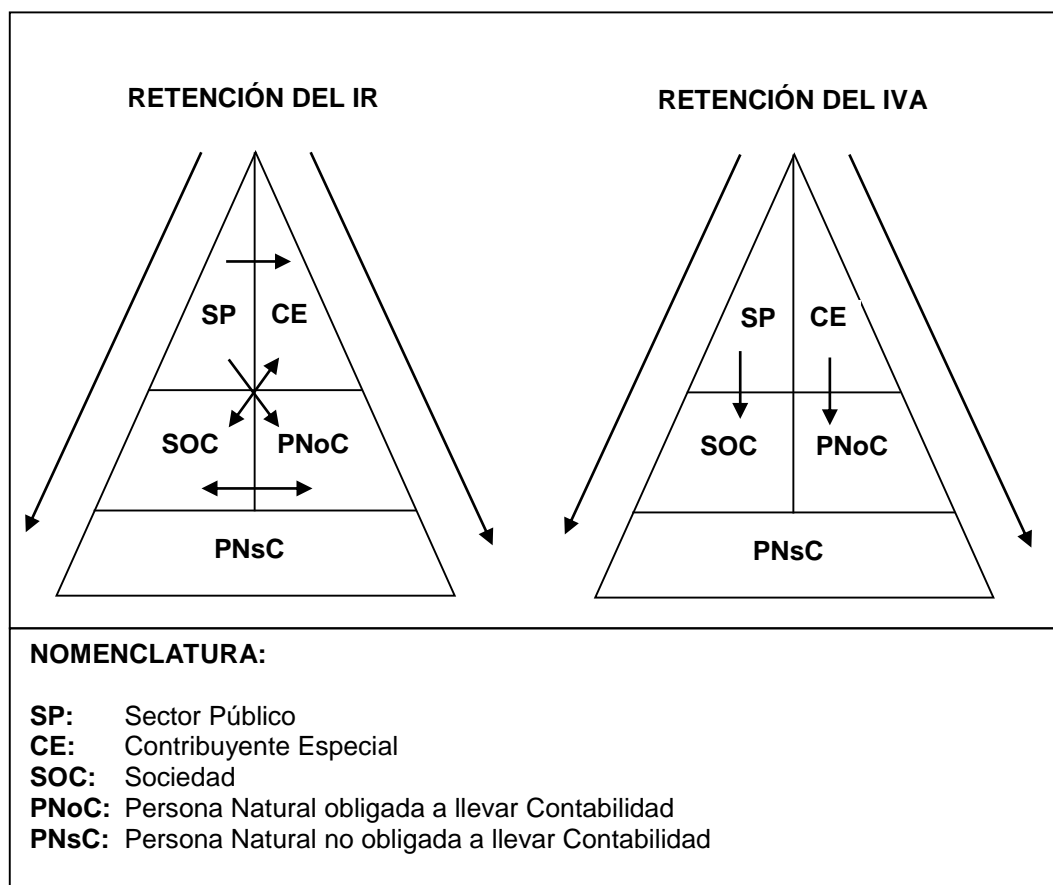 RETENCIÓN DEL IR
RETENCIÓN DEL IVA
SP CE
SOC PNoC
PNsC
SP CE
SOC PNoC
PNsC
NOMENCLATURA:
SP: Sector Público
CE: Contribuyente Especial
SOC: Sociedad
PNoC: Persona Natural obligada a llevar Contabilidad
PNsC: Persona Natural no obligada a llevar Contabilidad